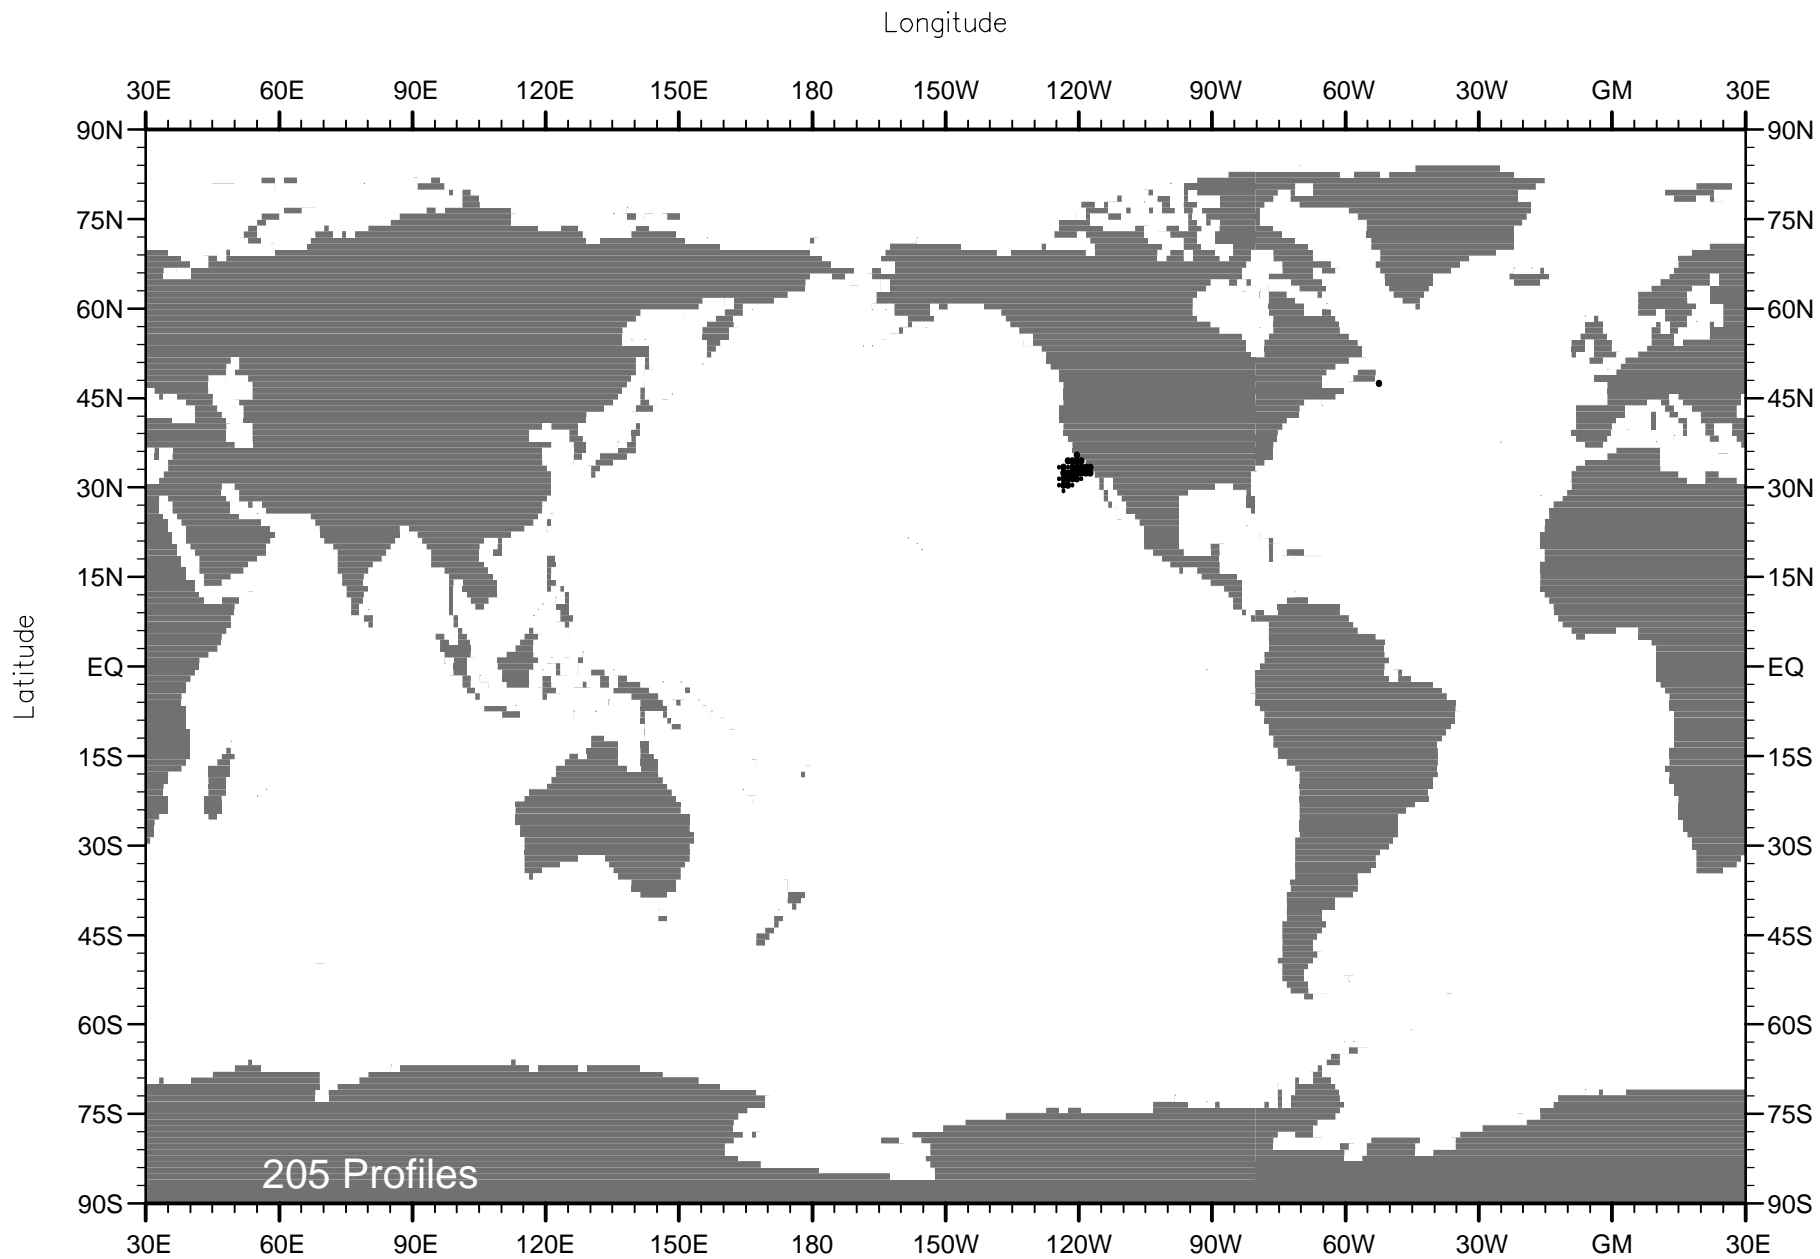 Longitude
30E 60E 90E 120E 150E 180 150W 120W 90W 60W 30W GM 30E
90N 90N
75N 75N
60N 60N
45N 45N
30N 30N
15N 15N
Latitude
EQ EQ
15S 15S
30S 30S
45S 45S
60S 60S
75S 75S
205 Profiles
90S 90S
30E 60E 90E 120E 150E 180 150W 120W 90W 60W 30W GM 30E